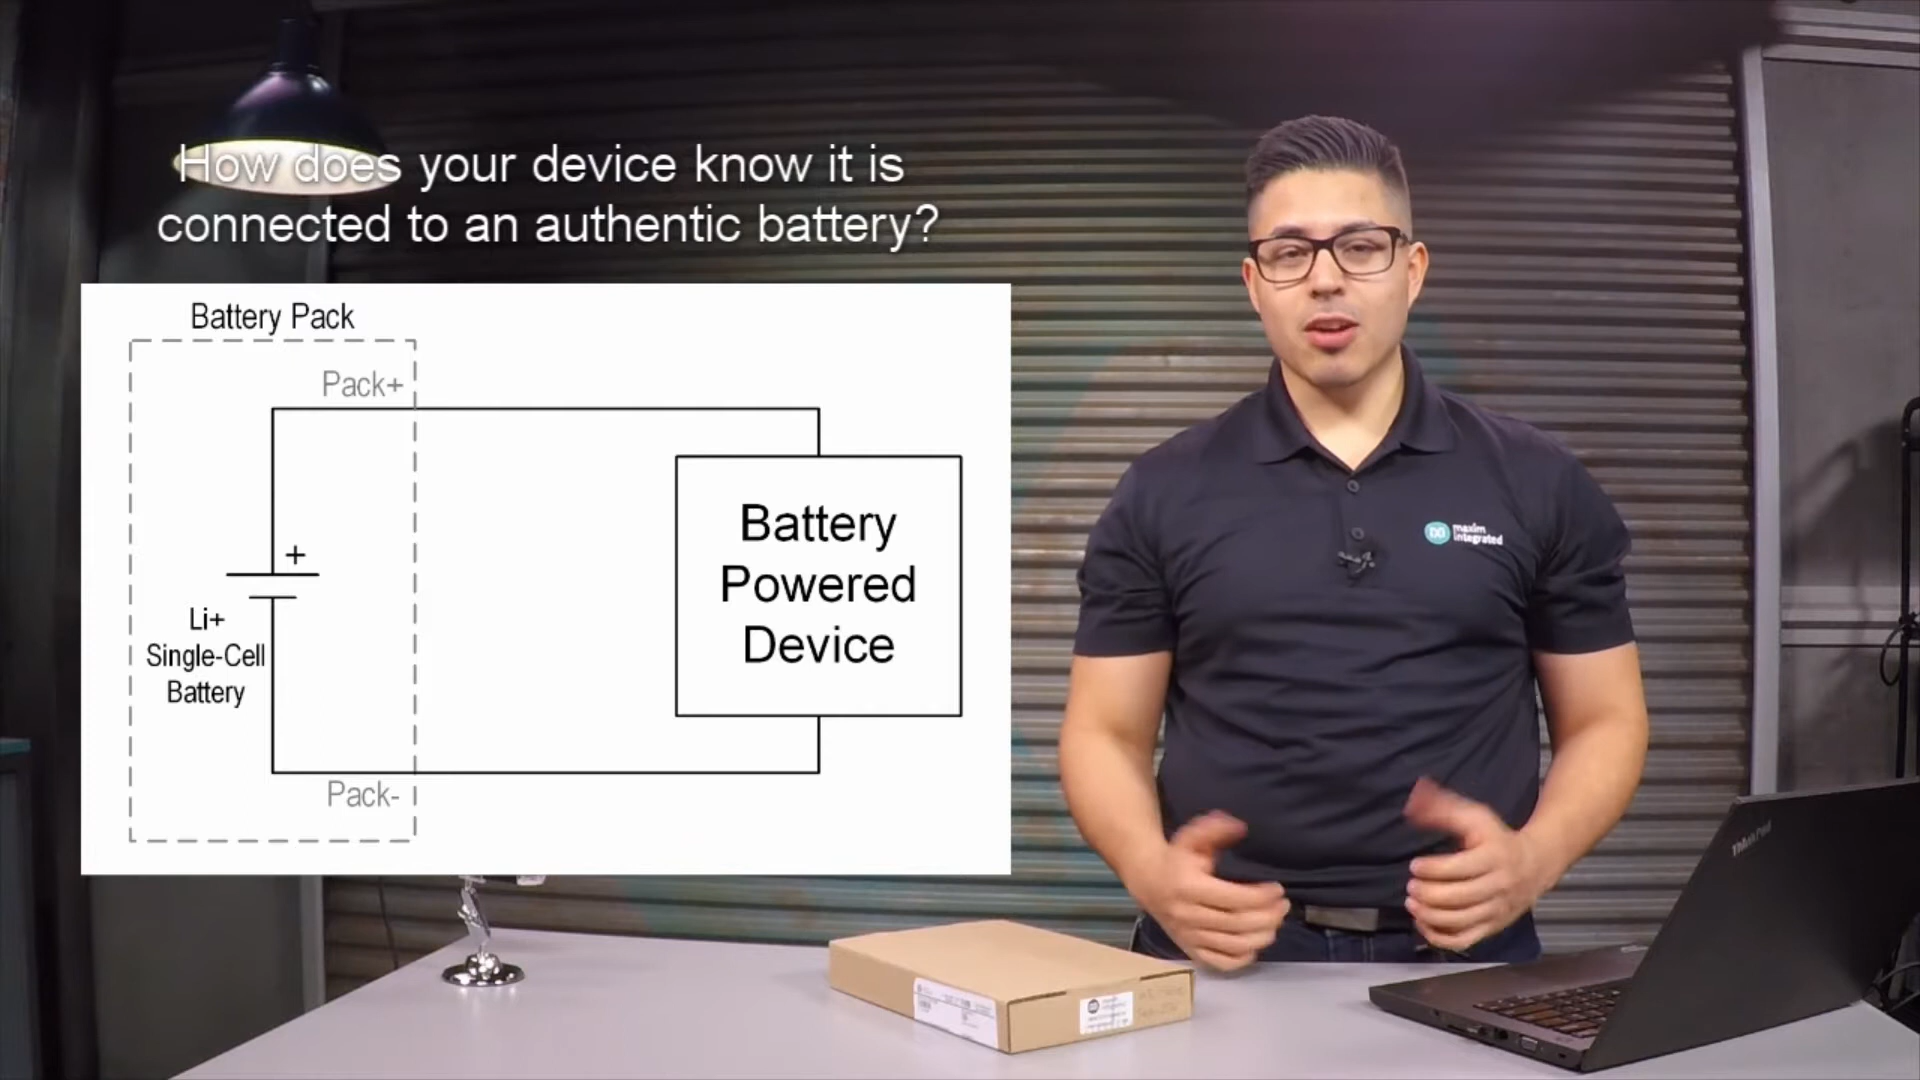 How does your device know it is
connected to an authentic battery?
Battery Pack
Pack+
+
Li+
Single-Cell
Battery
Pack-
Battery
Powered
Device
maxim
integrated
ThinkPad